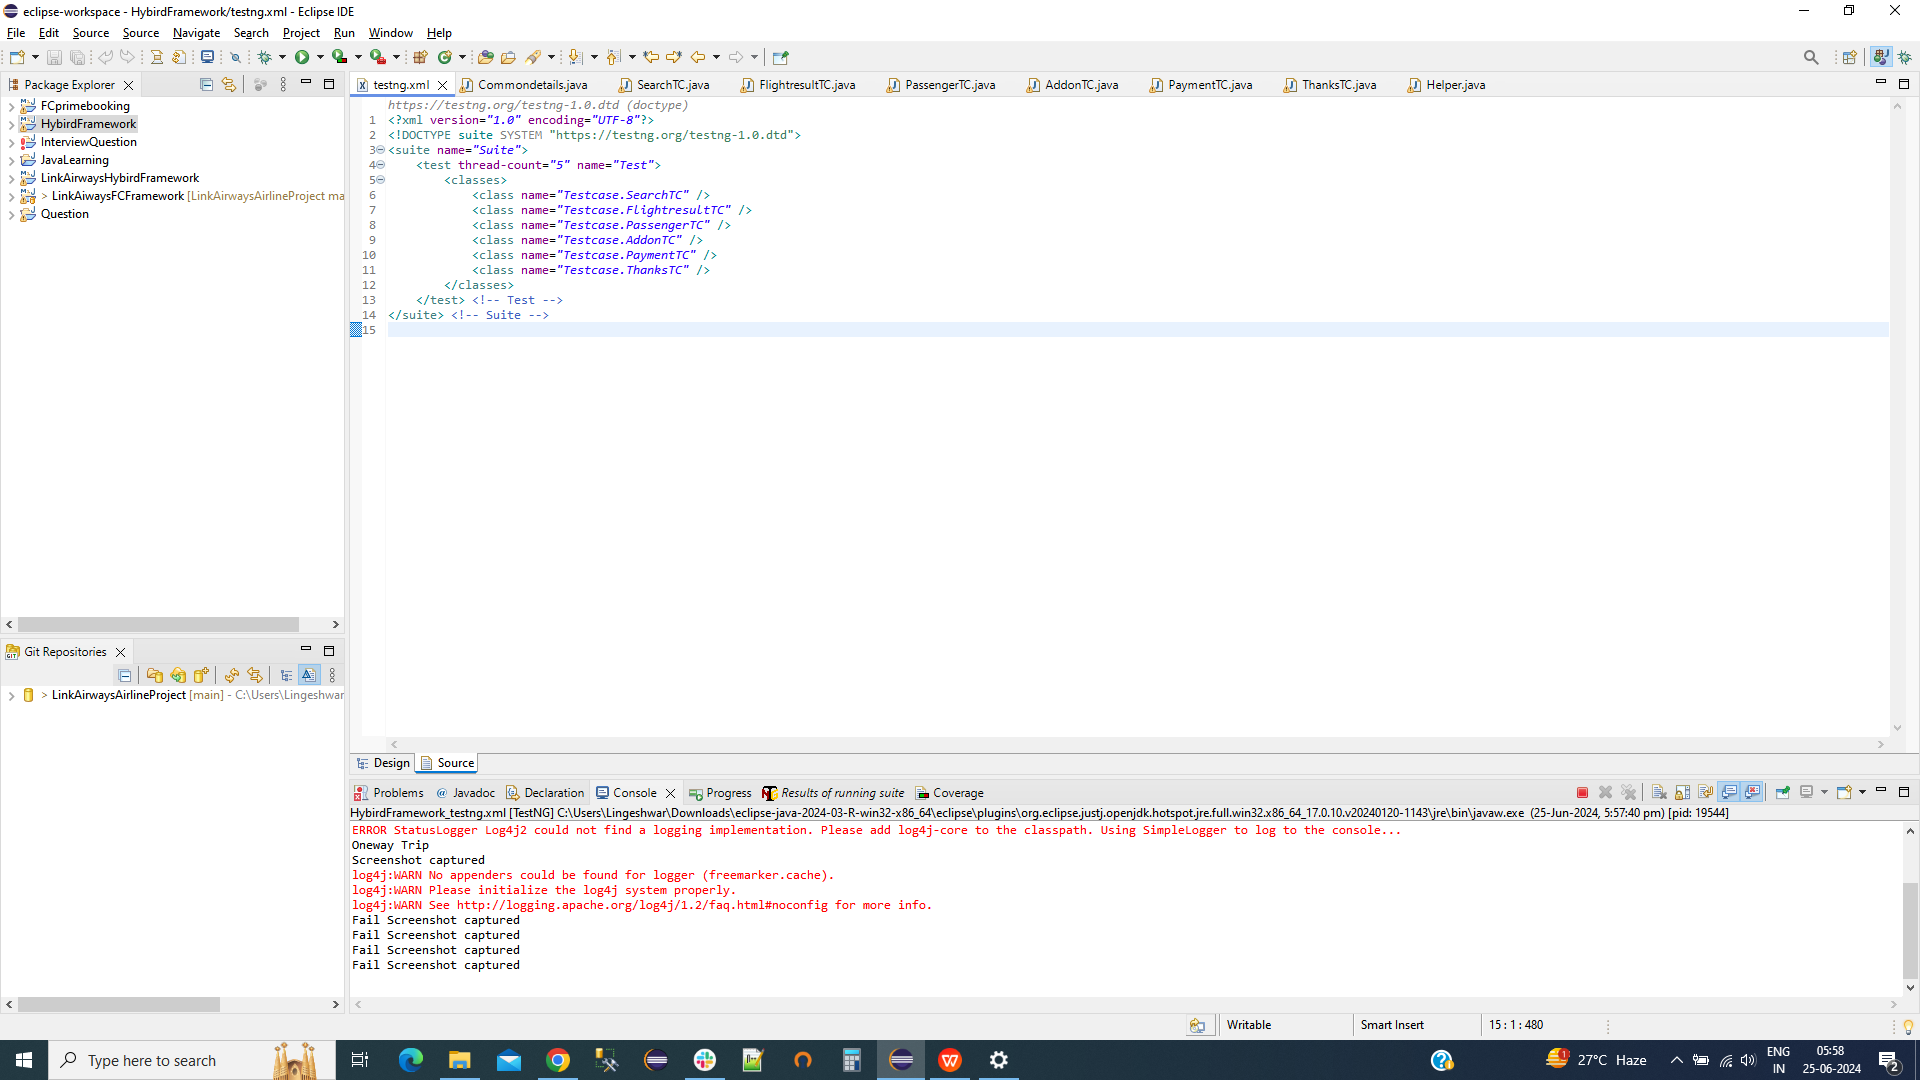 eclipse-workspace - HybirdFramework/testng.xml - Eclipse IDE
File Edit Source Source Navigate Search Project Run Window Help
Package Explorer
FCprimebooking
HybirdFramework
InterviewQuestion
JavaLearning
LinkAirwaysHybirdFramework
> LinkAiwaysFCFramework [LinkAirwaysAirlineProject ma
Question
Git Repositories
> LinkAirwaysAirlineProject [main] - C:\Users\Lingeshwar
testng.xml Commondetails.java SearchTC.java FlightresultTC.java PassengerTC.java AddonTC.java PaymentTC.java ThanksTC.java Helper.java
https://testng.org/testng-1.0.dtd (doctype)
1 <?xml version="1.0" encoding="UTF-8"?>
2 <!DOCTYPE suite SYSTEM "https://testng.org/testng-1.0.dtd">
3 <suite name="Suite">
4 <test thread-count="5" name="Test">
5 <classes>
6 <class name="Testcase.SearchTC" />
7 <class name="Testcase.FlightresultTC" />
8 <class name="Testcase.PassengerTC" />
9 <class name="Testcase.AddonTC" />
10 <class name="Testcase.PaymentTC" />
11 <class name="Testcase.ThanksTC" />
12 </classes>
13 </test> <!-- Test -->
14 </suite> <!-- Suite -->
15
Design Source
Problems @ Javadoc Declaration Console Progress Results of running suite Coverage
HybirdFramework_testng.xml [TestNG] C:\Users\Lingeshwar\Downloads\eclipse-java-2024-03-R-win32-x86_64\eclipse\plugins\org.eclipse.justj.openjdk.hotspot.jre.full.win32.x86_64_17.0.10.v20240120-1143\jre\bin\javaw.exe (25-Jun-2024, 5:57:40 pm) [pid: 19544]
ERROR StatusLogger Log4j2 could not find a logging implementation. Please add log4j-core to the classpath. Using SimpleLogger to log to the console...
Oneway Trip
Screenshot captured
log4j:WARN No appenders could be found for logger (freemarker.cache).
log4j:WARN Please initialize the log4j system properly.
log4j:WARN See http://logging.apache.org/log4j/1.2/faq.html#noconfig for more info.
Fail Screenshot captured
Fail Screenshot captured
Fail Screenshot captured
Fail Screenshot captured
Writable Smart Insert 15 : 1 : 480
Type here to search
27°C Haze
ENG
IN
05:58
25-06-2024
2